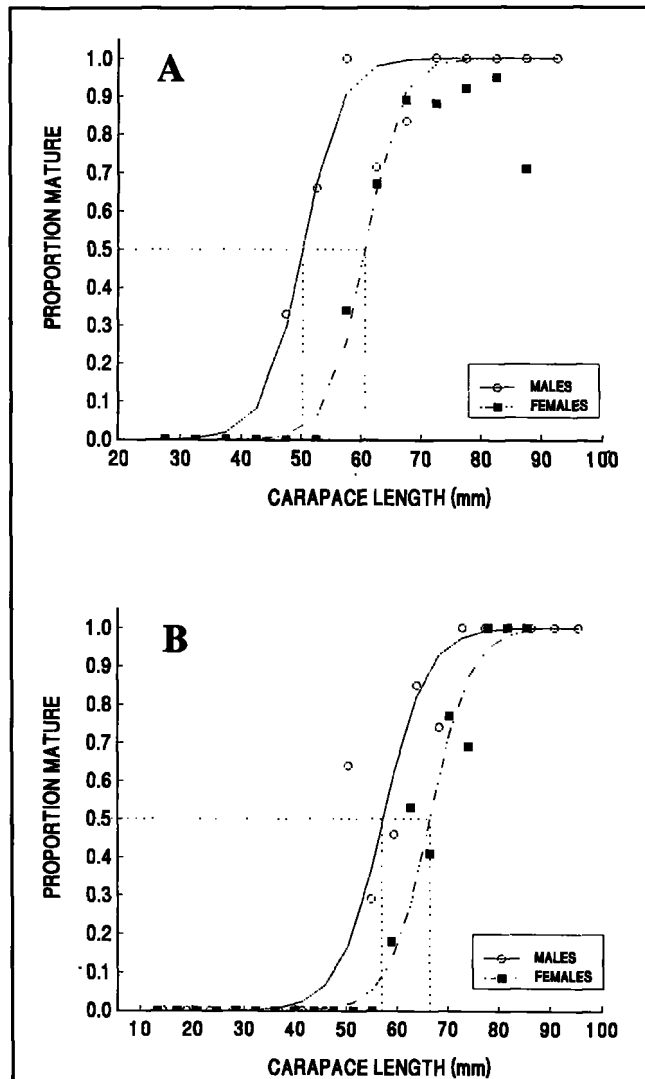 A
PROPORTION MATURE
1.0
0.9
0.8
0.7
0.6
0.5
0.4
0.3
0.2
0.1
0.0
20 30 40 50 60 70 80 90 100
CARAPACE LENGTH (mm)
MALES
FEMALES
B
PROPORTION MATURE
1.0
0.9
0.8
0.7
0.6
0.5
0.4
0.3
0.2
0.1
0.0
10 20 30 40 50 60 70 80 90 100
CARAPACE LENGTH (mm)
MALES
FEMALES